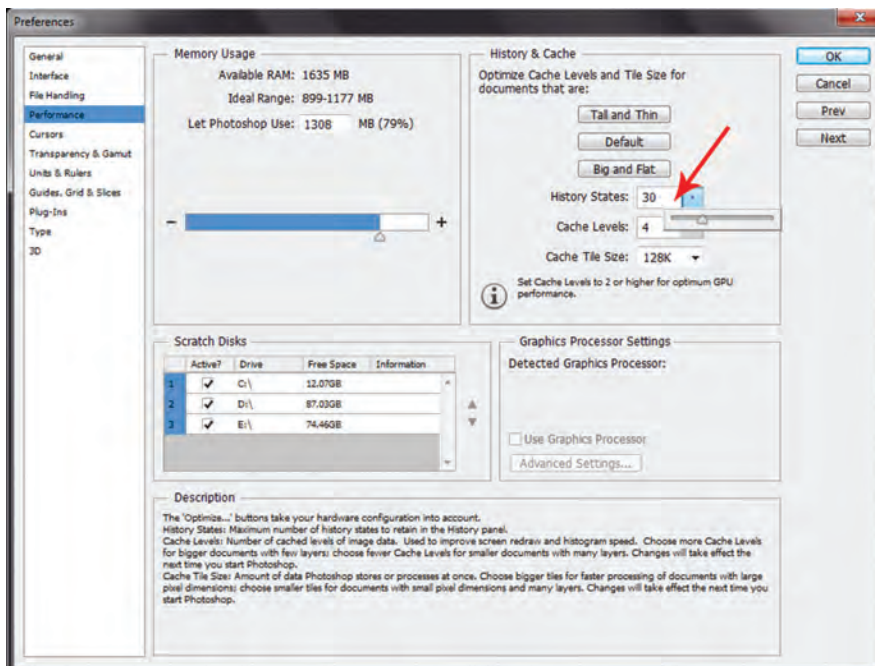 Preferences
General
Interface
File Handling
Performance
Cursors
Transparency & Gamut
Units & Rulers
Guides, Grid & Slices
Plug-Ins
Type
3D
Memory Usage
Available RAM: 1635 MB
Ideal Range: 899-1177 MB
Let Photoshop Use: 1308 MB (79%)
- +
History & Cache
Optimize Cache Levels and Tile Size for
documents that are:
Tall and Thin
Default
Big and Flat
History States: 30
Cache Levels: 4
Cache Tile Size: 128K
i
Set Cache Levels to 2 or higher for optimum GPU
performance.
OK
Cancel
Prev
Next
Scratch Disks
Active? Drive Free Space Information
1 C:\ 12.07GB
2 D:\ 87.03GB
3 E:\ 74.46GB
Graphics Processor Settings
Detected Graphics Processor:
Use Graphics Processor
Advanced Settings...
Description
The 'Optimize...' buttons take your hardware configuration into account.
History States: Maximum number of history states to retain in the History panel.
Cache Levels: Number of cached levels of image data. Used to improve screen redraw and histogram speed. Choose more Cache Levels
for bigger documents with few layers; choose fewer Cache Levels for smaller documents with many layers. Changes will take effect the
next time you start Photoshop.
Cache Tile Size: Amount of data Photoshop stores or processes at once. Choose bigger tiles for faster processing of documents with large
pixel dimensions; choose smaller tiles for documents with small pixel dimensions and many layers. Changes will take effect the next time you
start Photoshop.